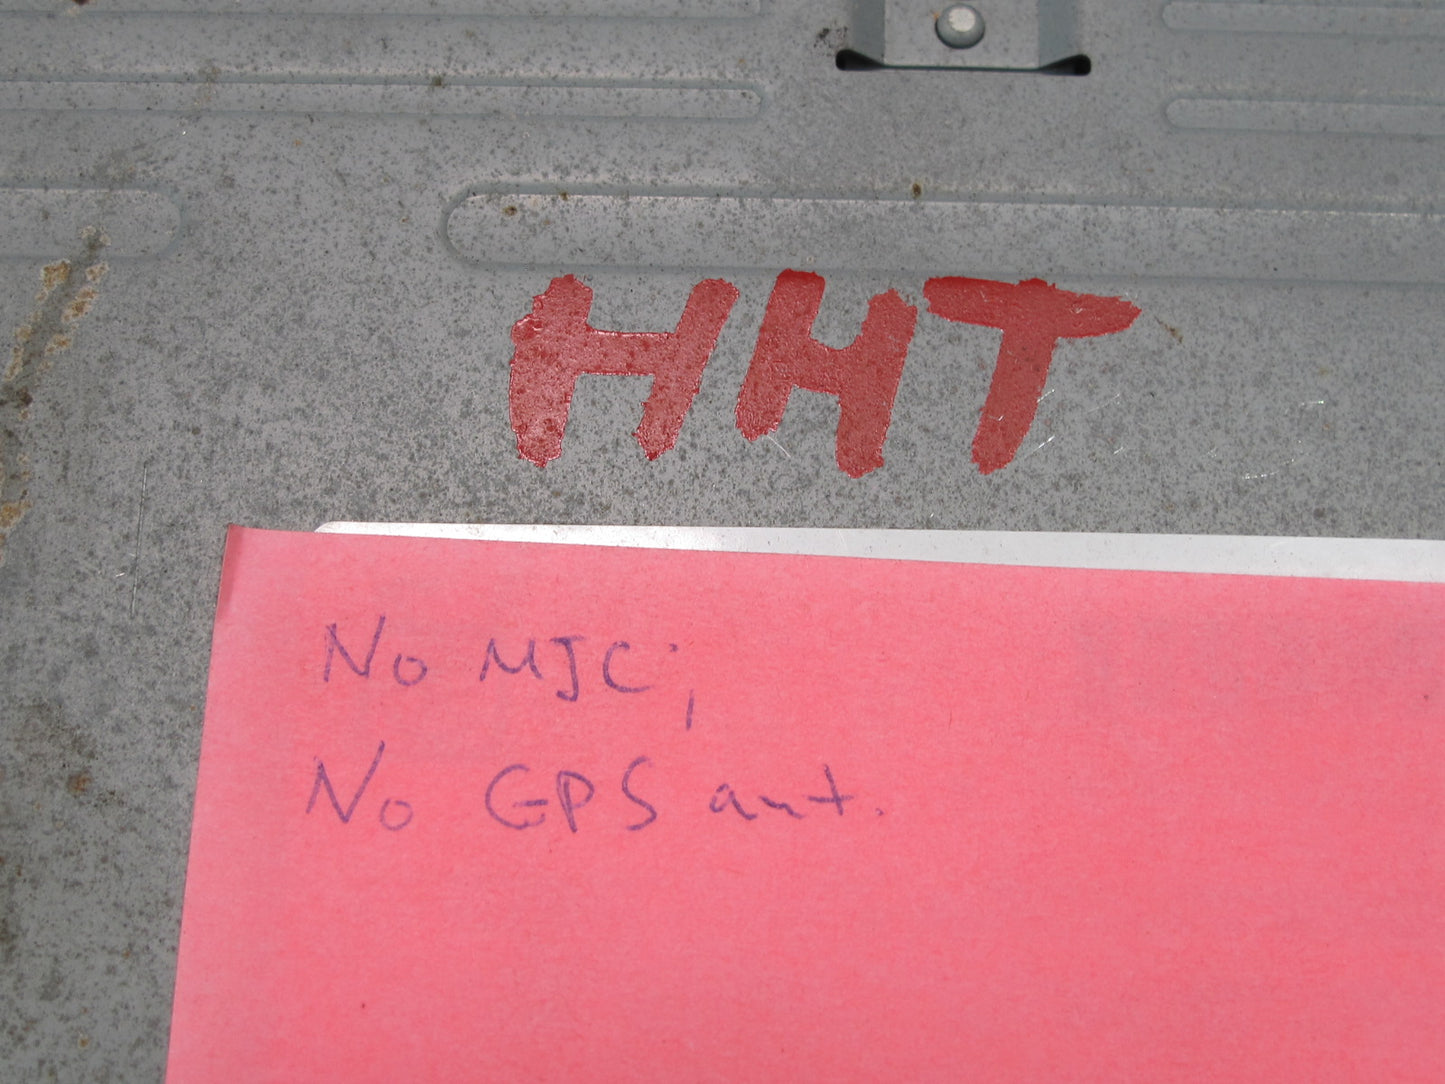 HHT
No MJC;
No GPS ant.